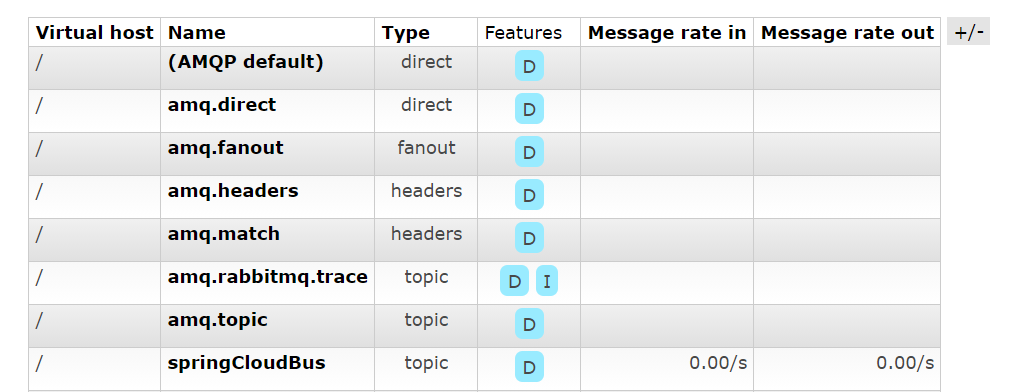 Virtual host Name Type Features Message rate in Message rate out +/-
/ (AMQP default) direct D
/ amq.direct direct D
/ amq.fanout fanout D
/ amq.headers headers D
/ amq.match headers D
/ amq.rabbitmq.trace topic D I
/ amq.topic topic D
/ springCloudBus topic D 0.00/s 0.00/s